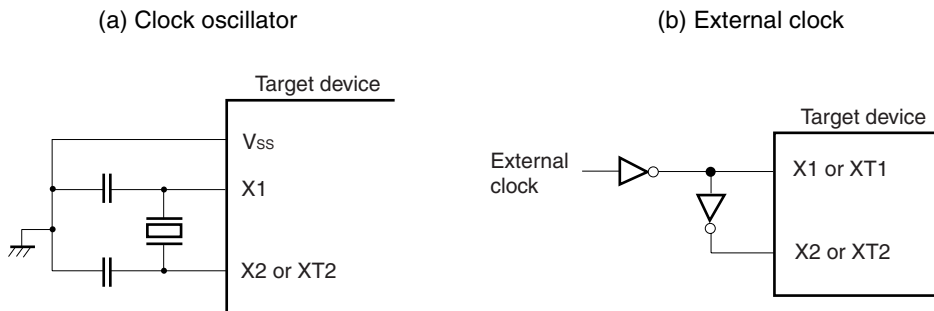 (a) Clock oscillator
Target device
VSS
X1
X2 or XT2
(b) External clock
Target device
External
clock
X1 or XT1
X2 or XT2